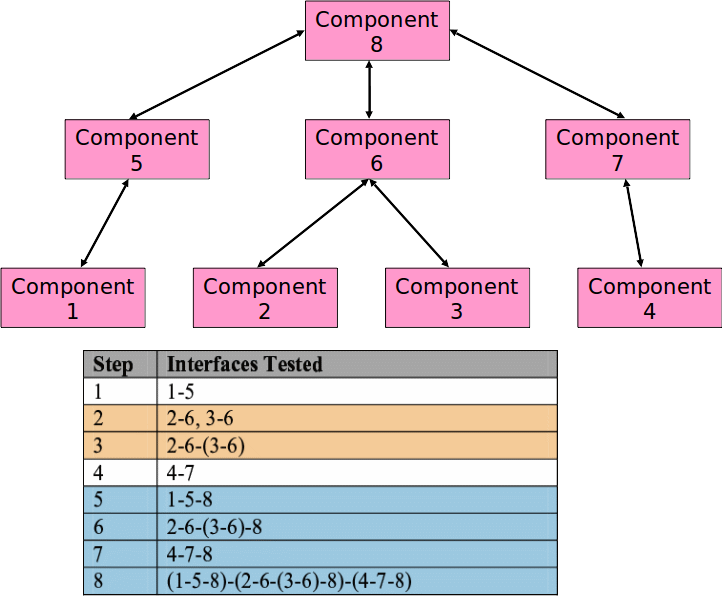 Component
8
Component
5
Component
6
Component
7
Component
1
Component
2
Component
3
Component
4
Step Interfaces Tested
1 1-5
2 2-6, 3-6
3 2-6-(3-6)
4 4-7
5 1-5-8
6 2-6-(3-6)-8
7 4-7-8
8 (1-5-8)-(2-6-(3-6)-8)-(4-7-8)